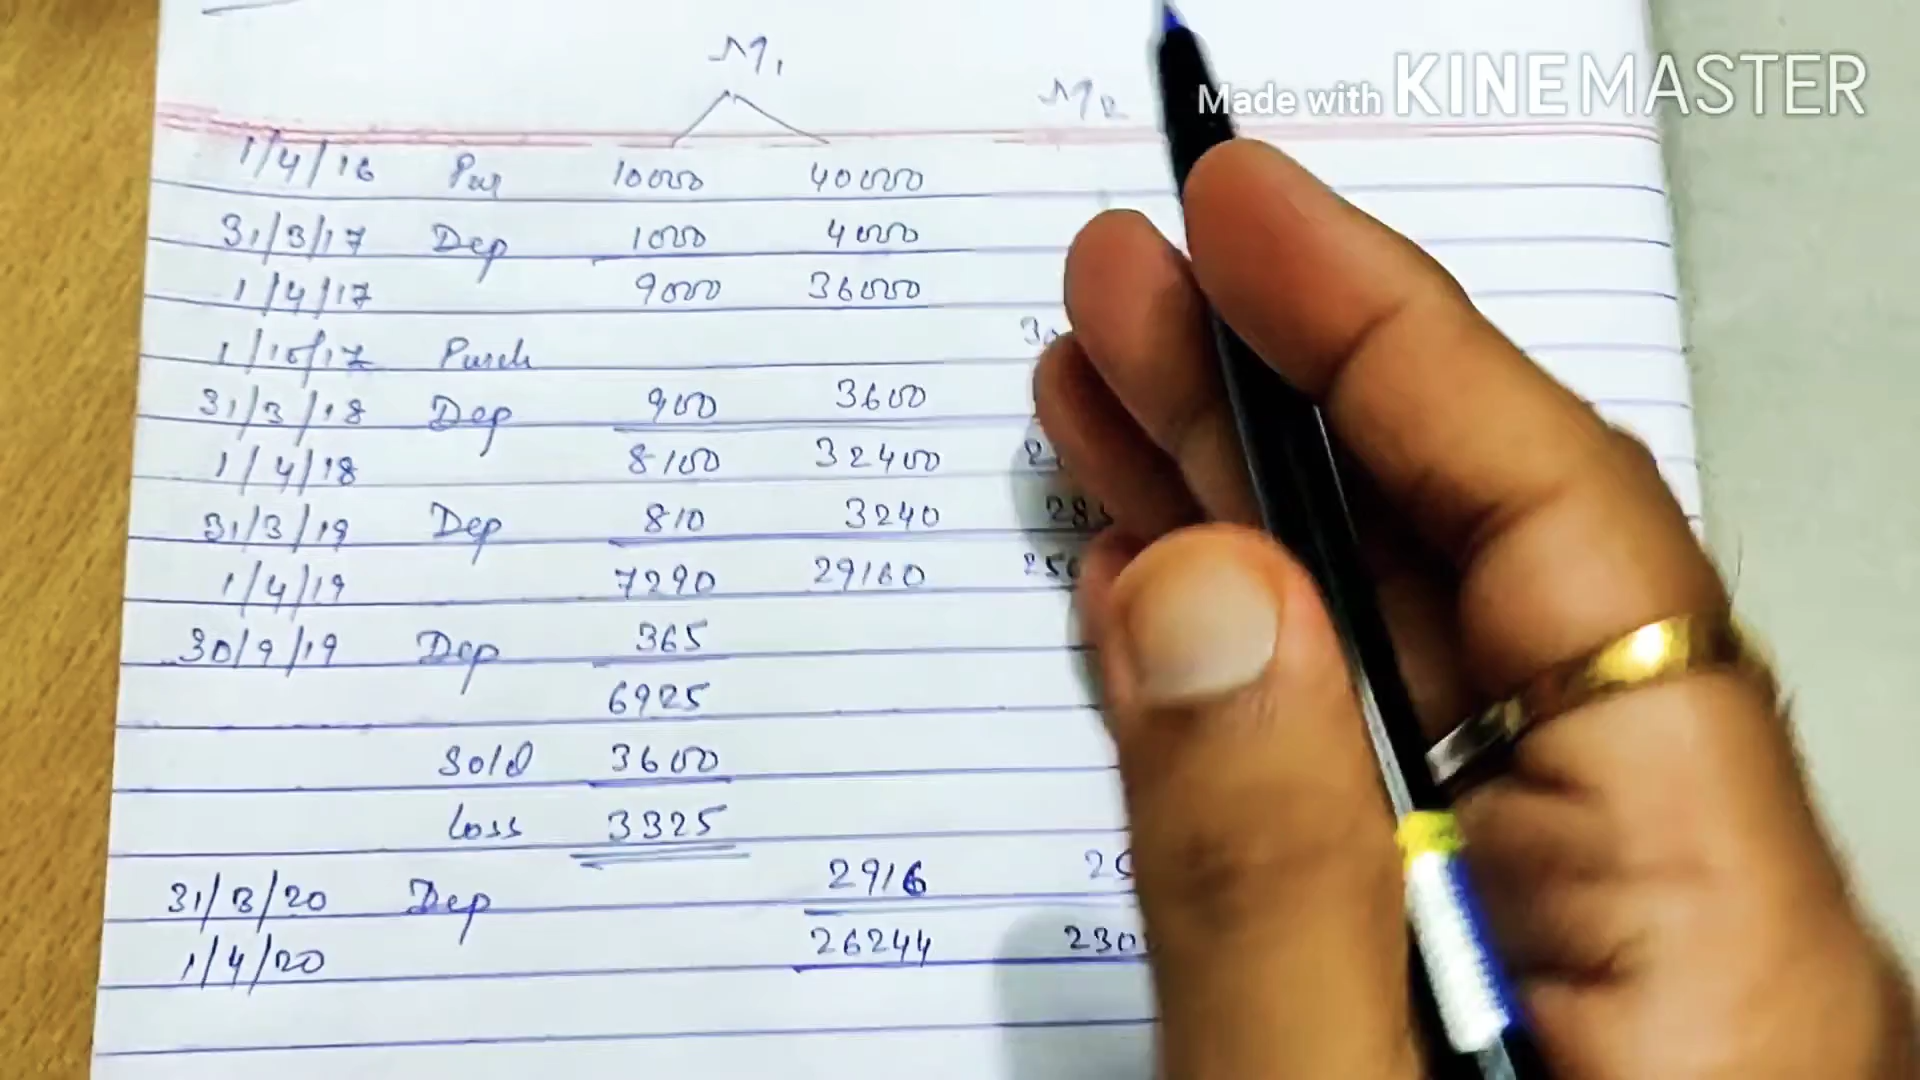 M1
M2
Made with KINEMASTER
1/4/16 Pur 10000 40000
31/3/17 Dep 1000 4000
1/4/17 9000 36000
1/10/17 Purch
31/3/18 Dep 900 3600
1/4/18 8100 32400
31/3/19 Dep 810 3240
1/4/19 7290 29160
30/9/19 Dep 365
6925
Sold 3600
Loss 3325
31/3/20 Dep 2916
1/4/20 26244